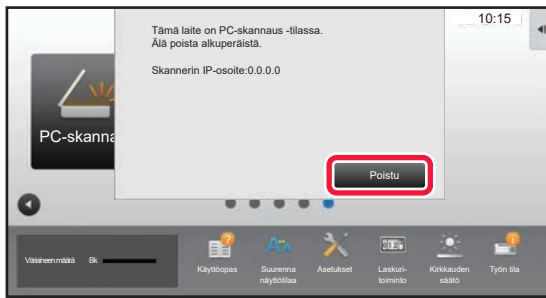 Tämä laite on PC-skannaus -tilassa.
Älä poista alkuperäistä.
10:15
Skannerin IP-osoite:0.0.0.0
PC-skanna
Poistu
Väriaineen määrä Bk
Käyttöopas
Suurenna
näyttötilaa
Asetukset
Laskuri-
toiminto
Kirkkauden
säätö
Työn tila